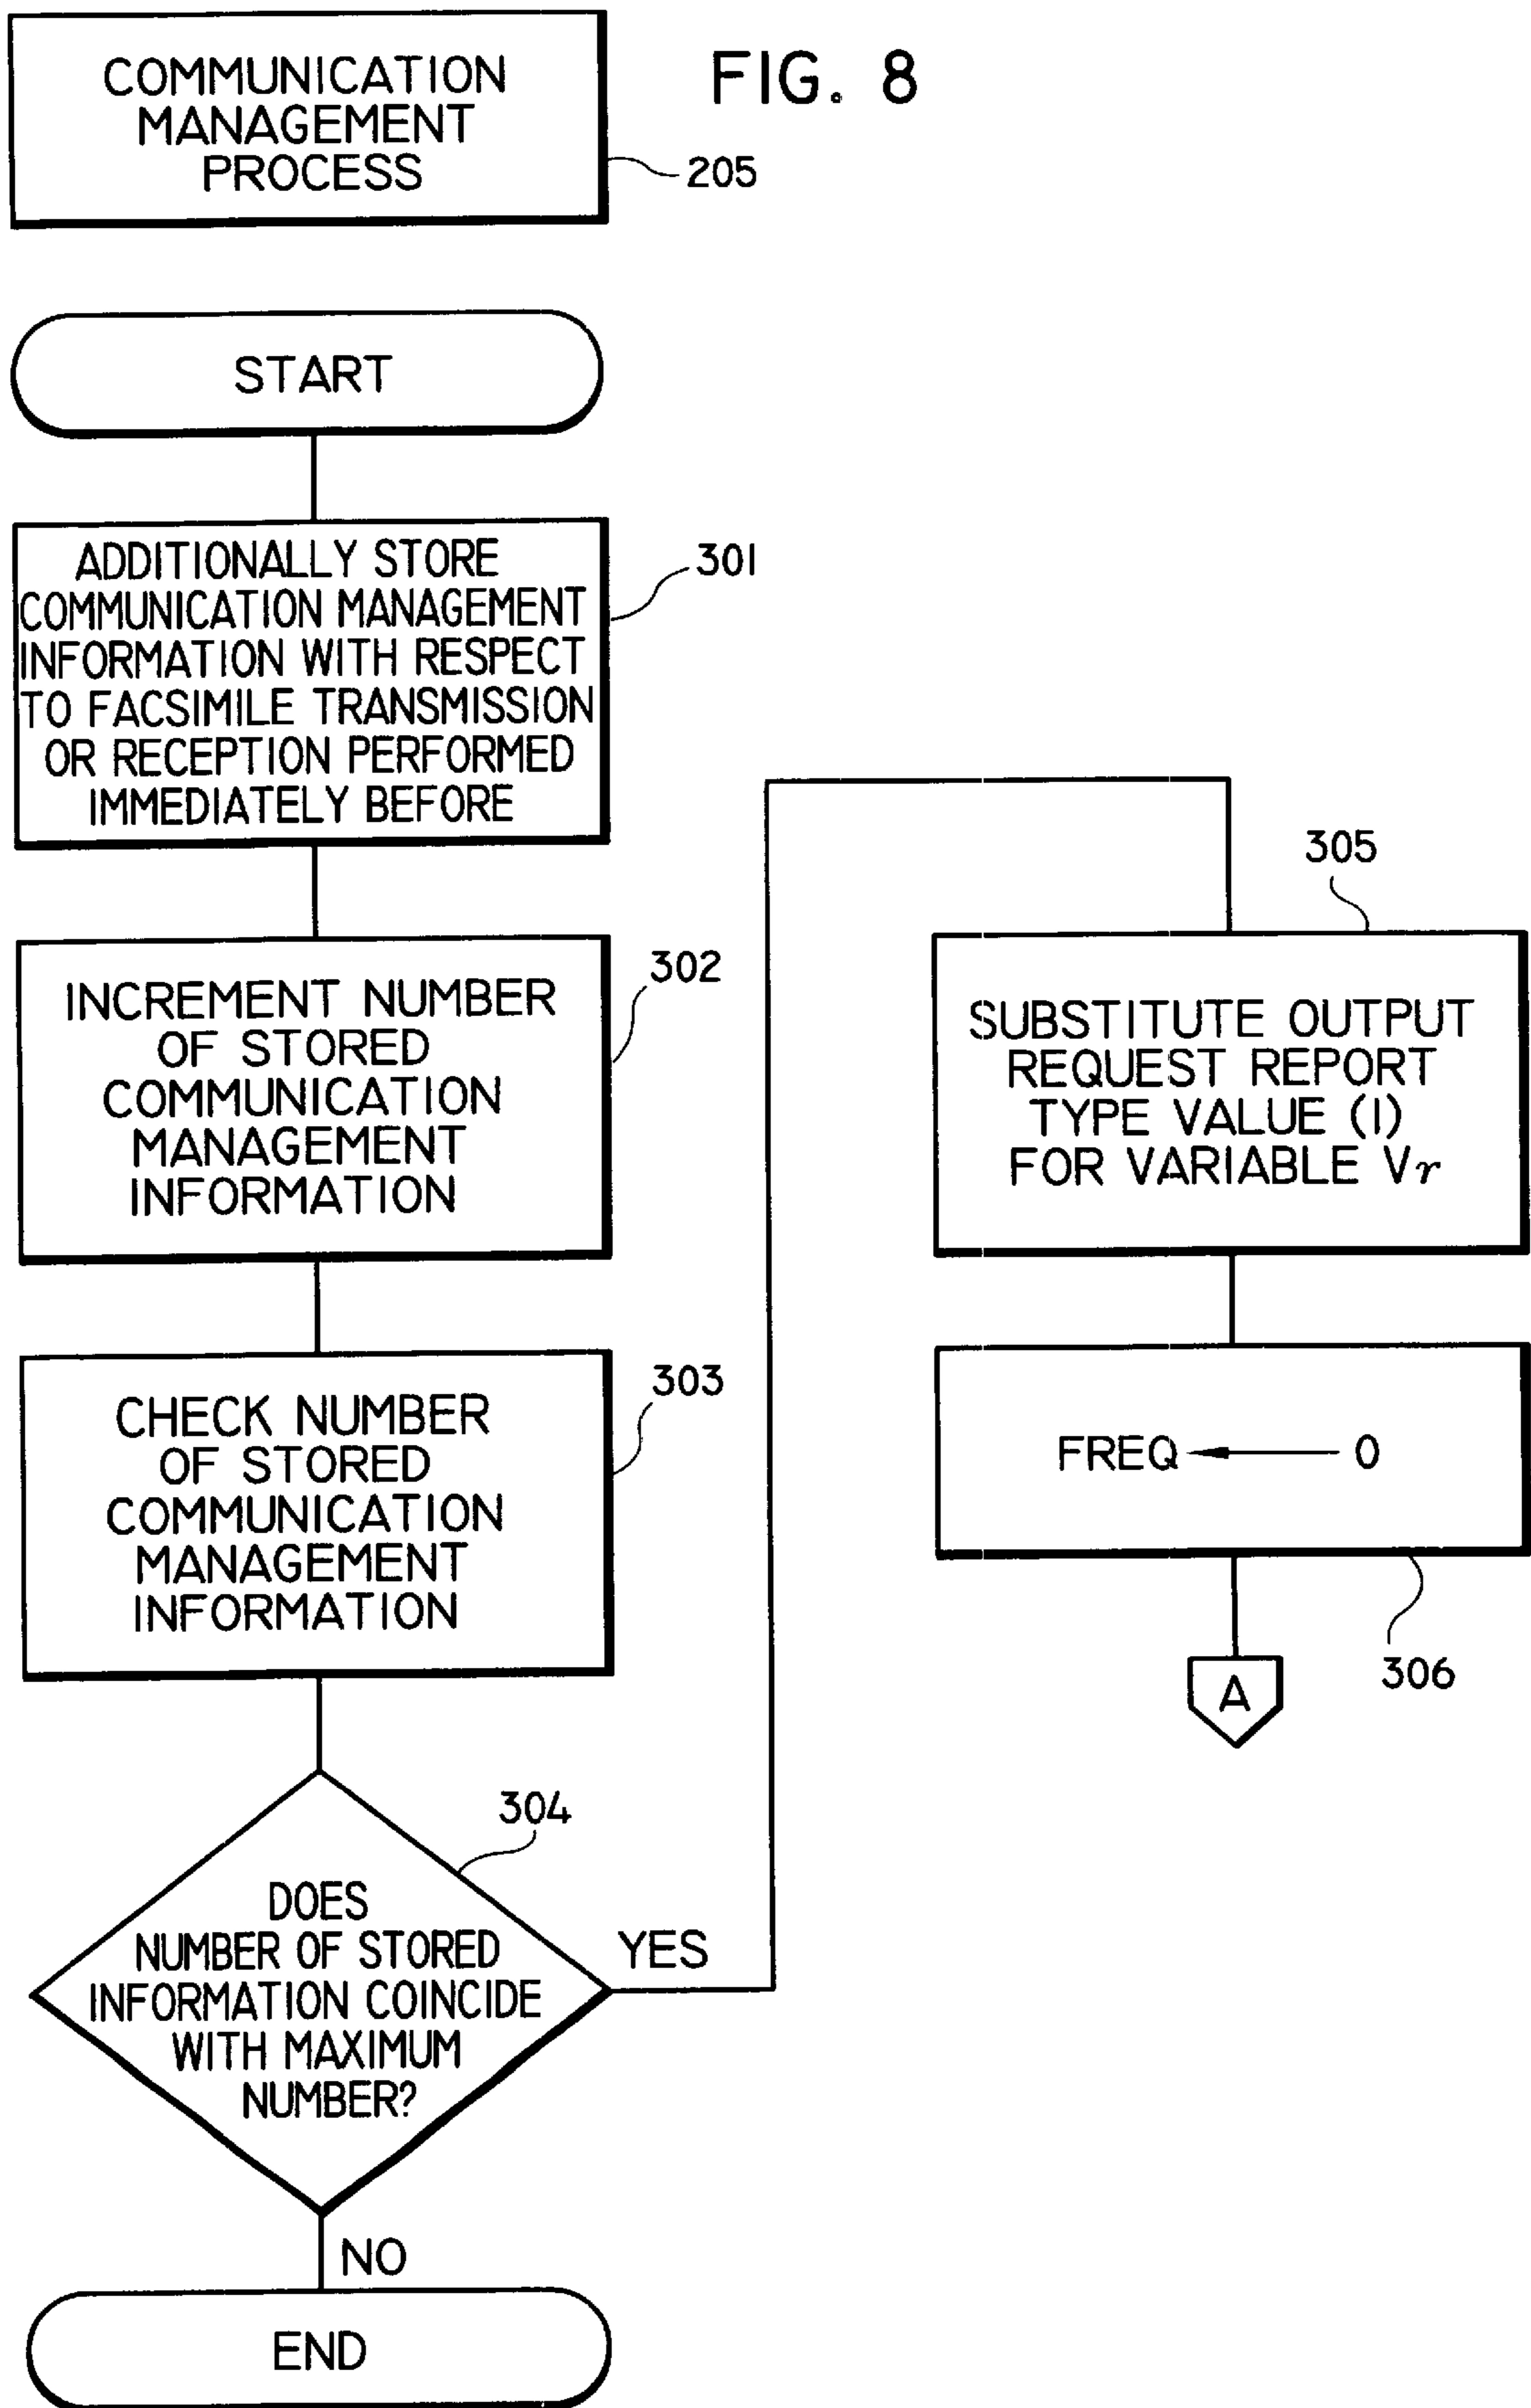 COMMUNICATION
MANAGEMENT
PROCESS
205
FIG. 8
START
ADDITIONALLY STORE
COMMUNICATION MANAGEMENT
INFORMATION WITH RESPECT
TO FACSIMILE TRANSMISSION
OR RECEPTION PERFORMED
IMMEDIATELY BEFORE
301
INCREMENT NUMBER
OF STORED
COMMUNICATION
MANAGEMENT
INFORMATION
302
CHECK NUMBER
OF STORED
COMMUNICATION
MANAGEMENT
INFORMATION
303
304
DOES
NUMBER OF STORED
INFORMATION COINCIDE
WITH MAXIMUM
NUMBER?
YES
NO
END
305
SUBSTITUTE OUTPUT
REQUEST REPORT
TYPE VALUE (1)
FOR VARIABLE Vr
FREQ ← 0
306
A